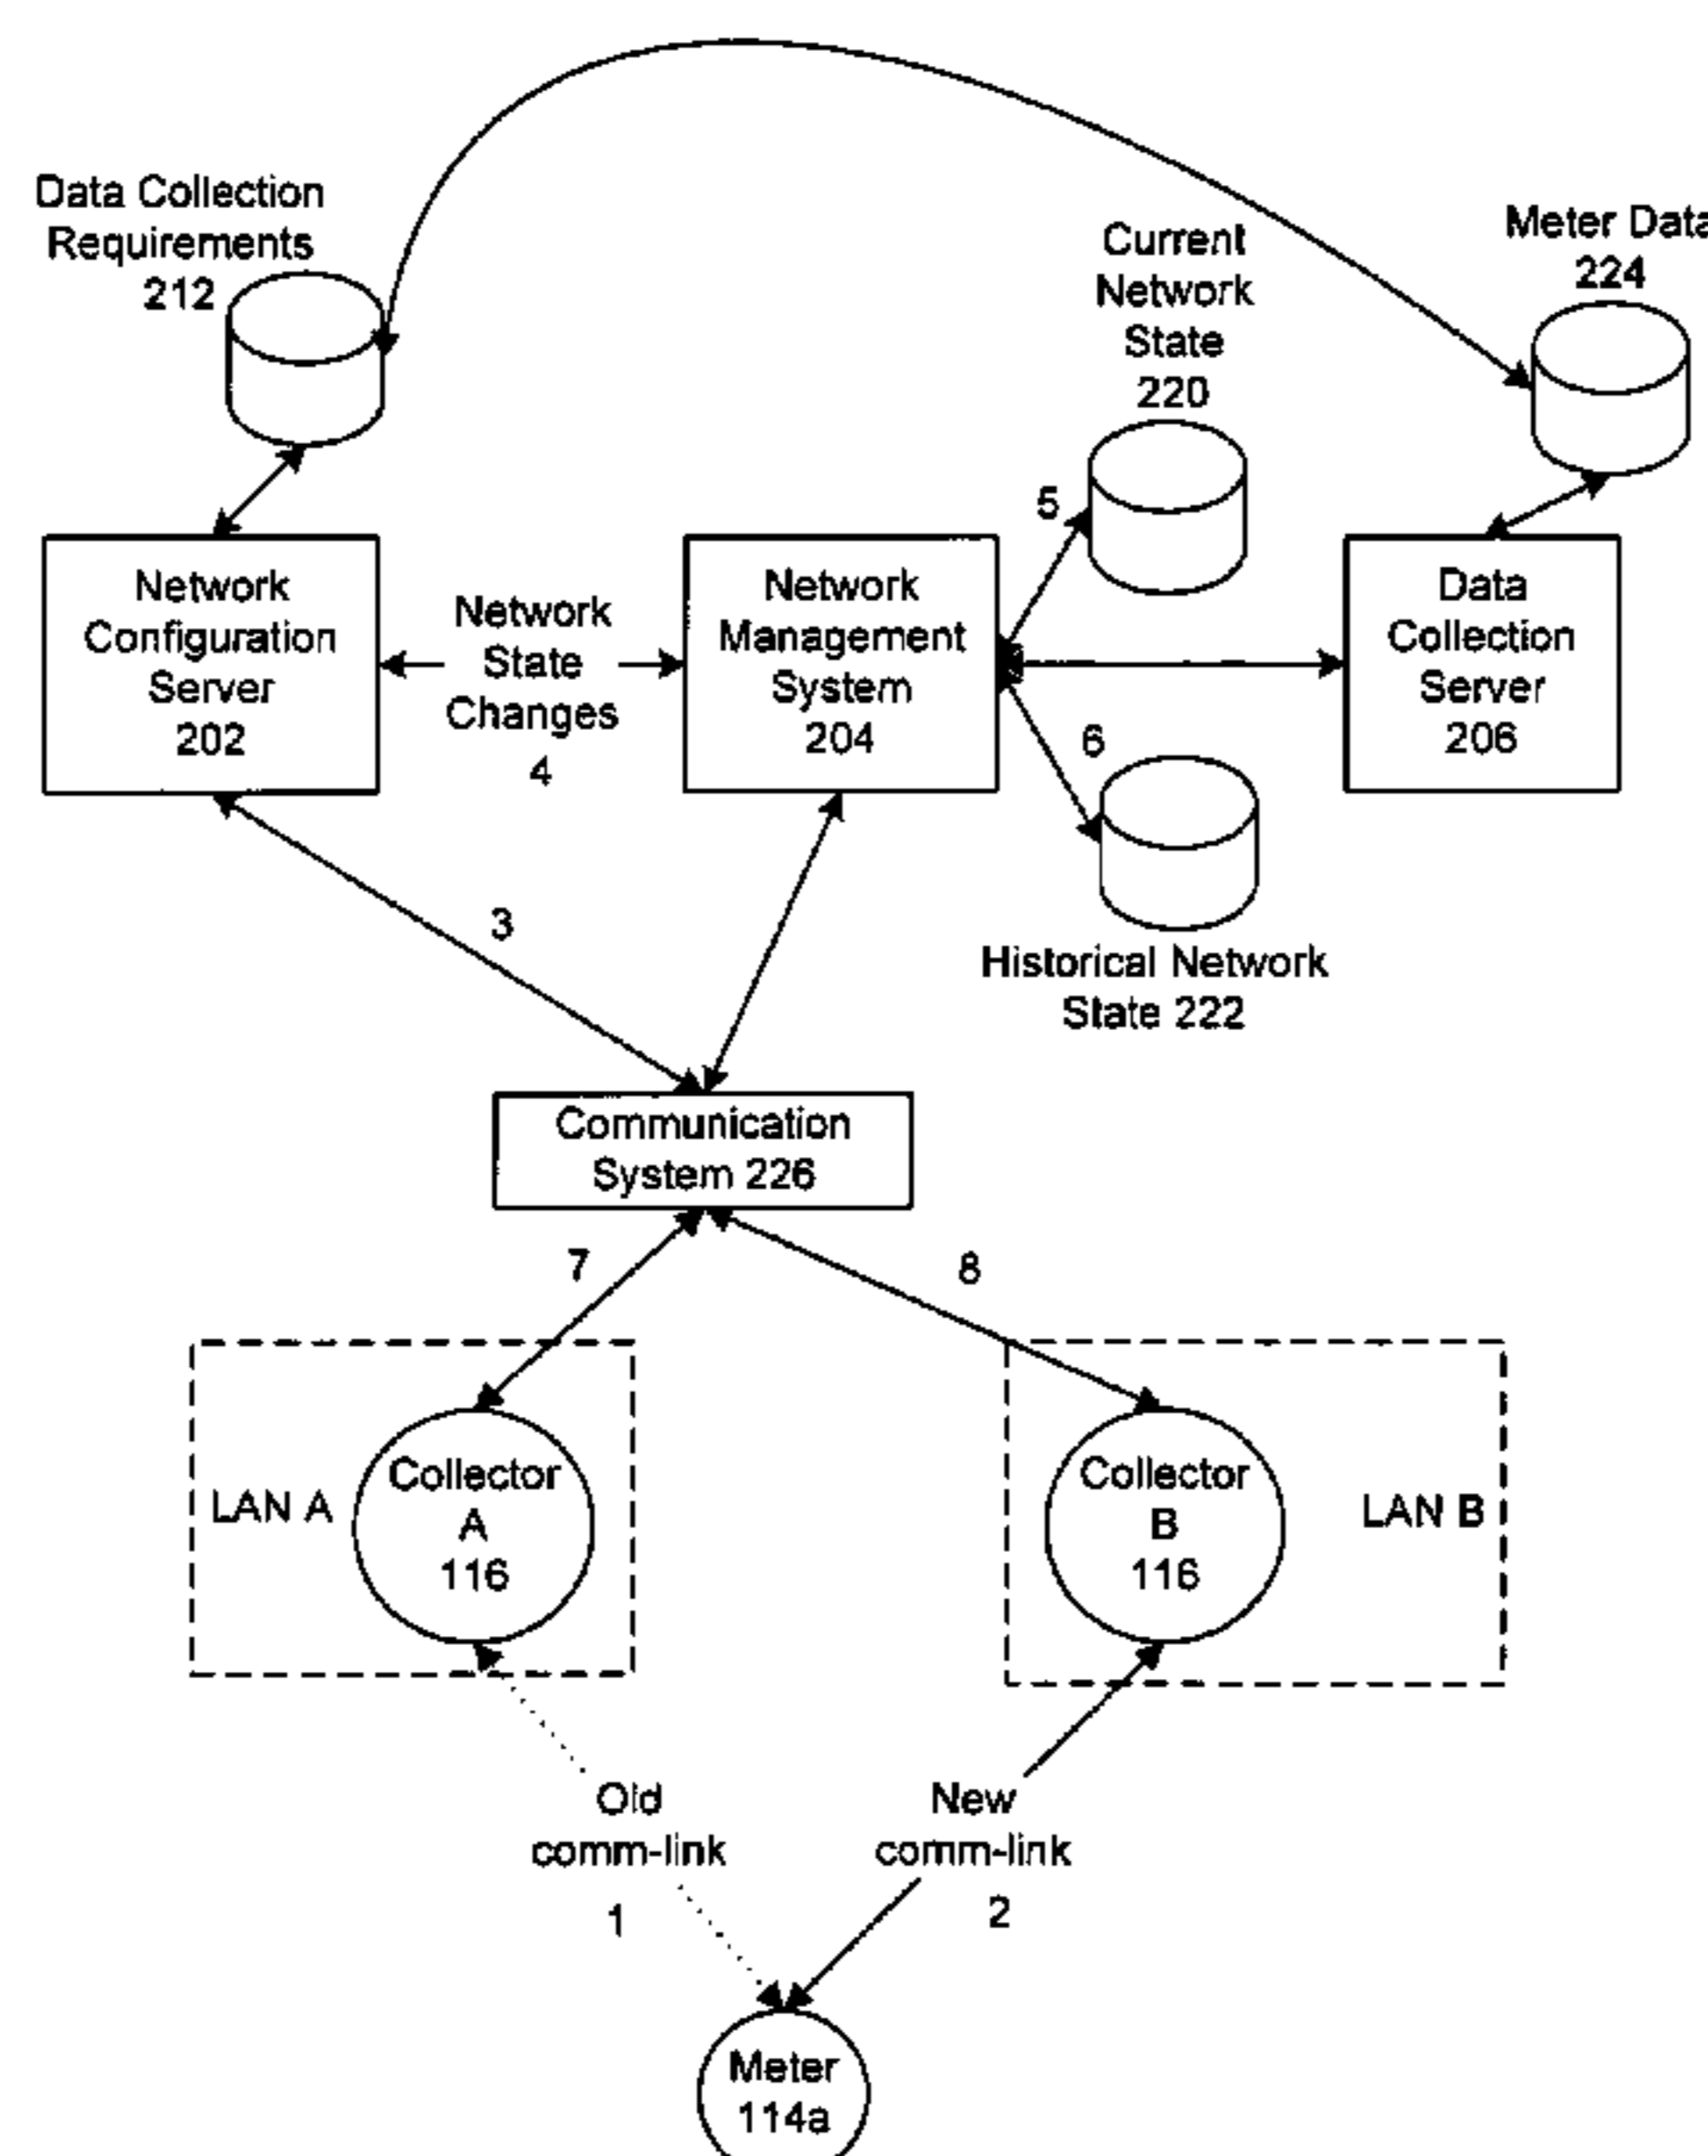 Data Collection
Requirements
212
Current
Network
State
220
Meter Data
224
5
Network
Configuration
Server
202
Network
State
Changes
4
Network
Management
System
204
Data
Collection
Server
206
6
3
Historical Network
State 222
Communication
System 226
7
8
LAN A
Collector
A
116
Collector
B
116
LAN B
Old
comm-link
1
New
comm-link
2
Meter
114a